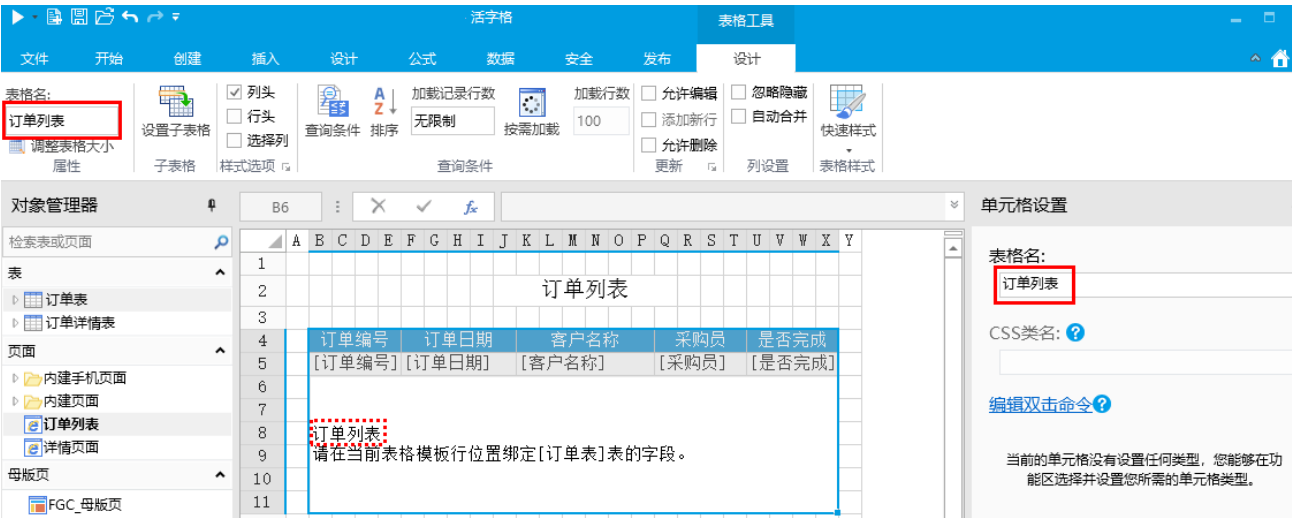 活字格
表格工具
文件 开始 创建 插入 设计 公式 数据 安全 发布 设计
表格名:
订单列表
调整表格大小
属性
设置子表格
子表格
列头
行头
选择列
样式选项
查询条件
A
Z
排序
加载记录行数
无限制
按需加载
加载行数
100
查询条件
允许编辑
添加新行
允许删除
更新
忽略隐藏
自动合并
列设置
快速样式
表格样式
对象管理器
检索表或页面
表
订单表
订单详情表
页面
内建手机页面
内建页面
订单列表
详情页面
母版页
FGC_母版页
B6
fx
A B C D E F G H I J K L M N O P Q R S T U V W X Y
1
2 订单列表
3
4 订单编号 订单日期 客户名称 采购员 是否完成
5 [订单编号] [订单日期] [客户名称] [采购员] [是否完成]
6
7
8 订单列表
9 请在当前表格模板行位置绑定[订单表]表的字段。
10
11
单元格设置
表格名:
订单列表
CSS类名: ?
编辑双击命令?
当前的单元格没有设置任何类型，您能够在功
能区选择并设置您所需的单元格类型。